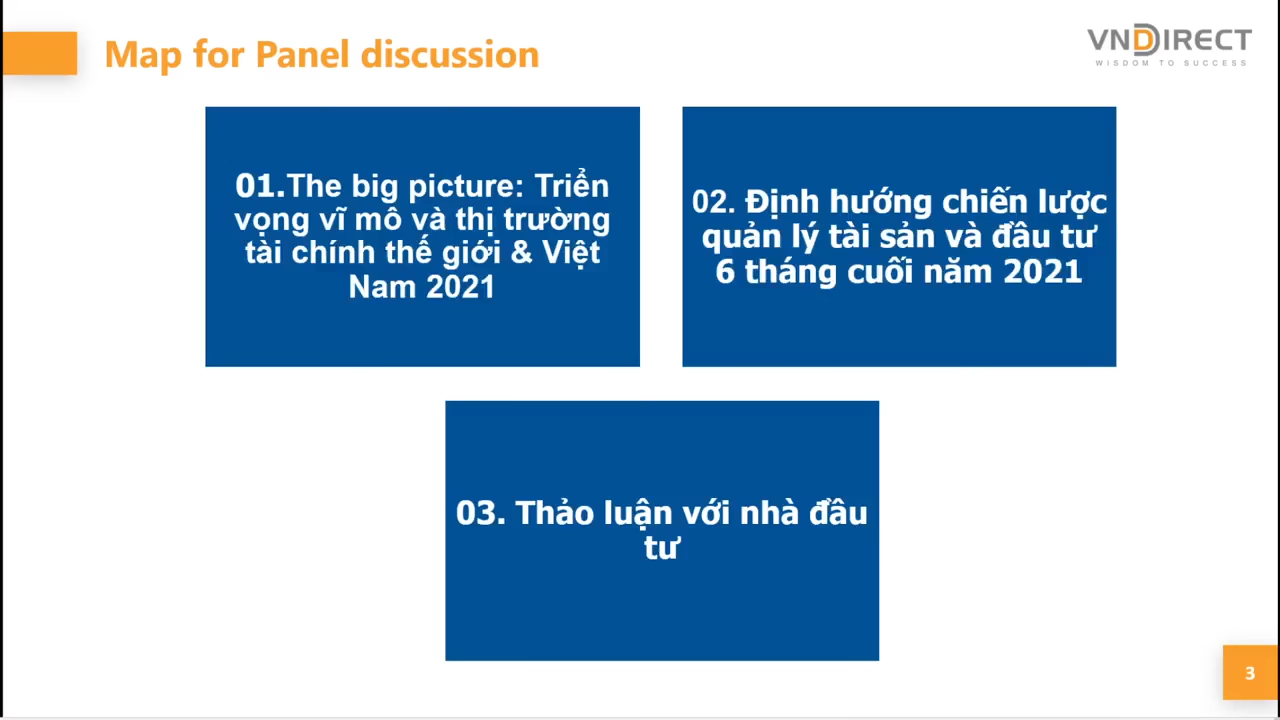 Map for Panel discussion
VNDIRECT
WISDOM TO SUCCESS
01.The big picture: Triển
vọng vĩ mô và thị trường
tài chính thế giới & Việt
Nam 2021
02. Định hướng chiến lược
quản lý tài sản và đầu tư
6 tháng cuối năm 2021
03. Thảo luận với nhà đầu
tư
3